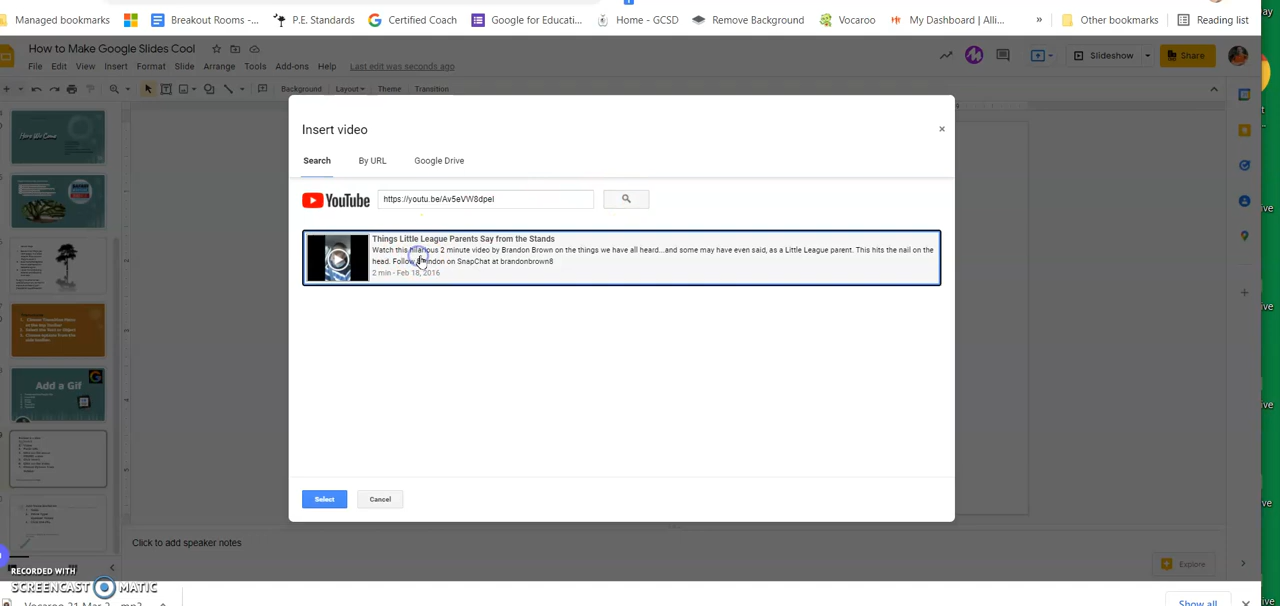 Managed bookmarks Breakout Rooms -... P.E. Standards Certified Coach Google for Educati... Home - GCSD Remove Background Vocaroo My Dashboard | Alli... » Other bookmarks Reading list
How to Make Google Slides Cool
Slideshow Share
File Edit View Insert Format Slide Arrange Tools Add-ons Help Last edit was seconds ago
Background Layout Theme Transition
Insert video
×
Search By URL Google Drive
YouTube https://youtu.be/Av5eVW8dpeI
Things Little League Parents Say from the Stands
Watch this hilarious 2 minute video by Brandon Brown on the things we have all heard...and some may have even said, as a Little League parent. This hits the nail on the
head. Follow Brandon on SnapChat at brandonbrown8
2 min - Feb 18, 2016
Here We Come
Add a Gif
Select Cancel
Click to add speaker notes
Explore
RECORDED WITH
SCREENCAST MATIC
Show all